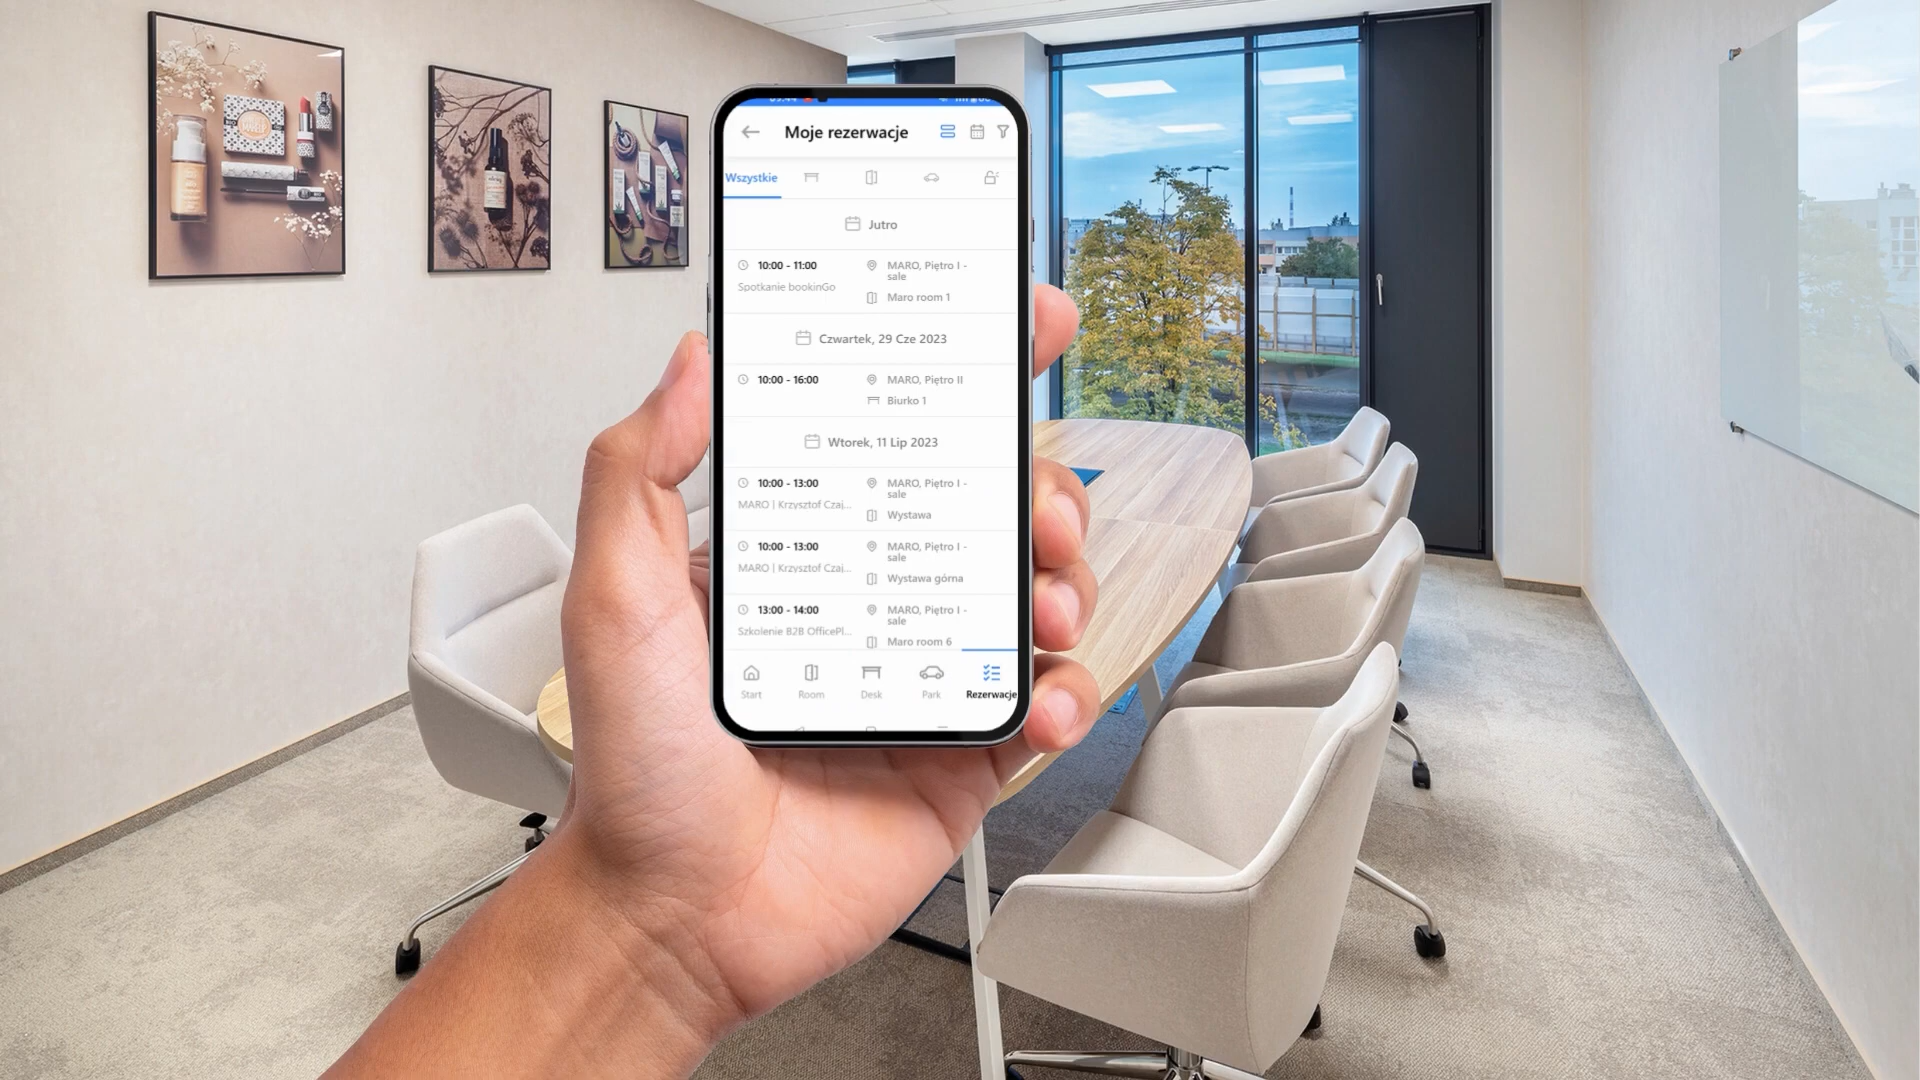 Moje rezerwacje
Wszystkie
Jutro
10:00 - 11:00
MARO, Piętro I -
sale
Spotkanie bookinGo
Maro room 1
Czwartek, 29 Cze 2023
10:00 - 16:00
MARO, Piętro II
Biurko 1
Wtorek, 11 Lip 2023
10:00 - 13:00
MARO, Piętro I -
sale
MARO | Krzysztof Czaj...
Wystawa
10:00 - 13:00
MARO, Piętro I -
sale
MARO | Krzysztof Czaj...
Wystawa górna
13:00 - 14:00
MARO, Piętro I -
sale
Szkolenie B2B OfficePl...
Maro room 6
Start
Room
Desk
Park
Rezerwacje
MAKEUP